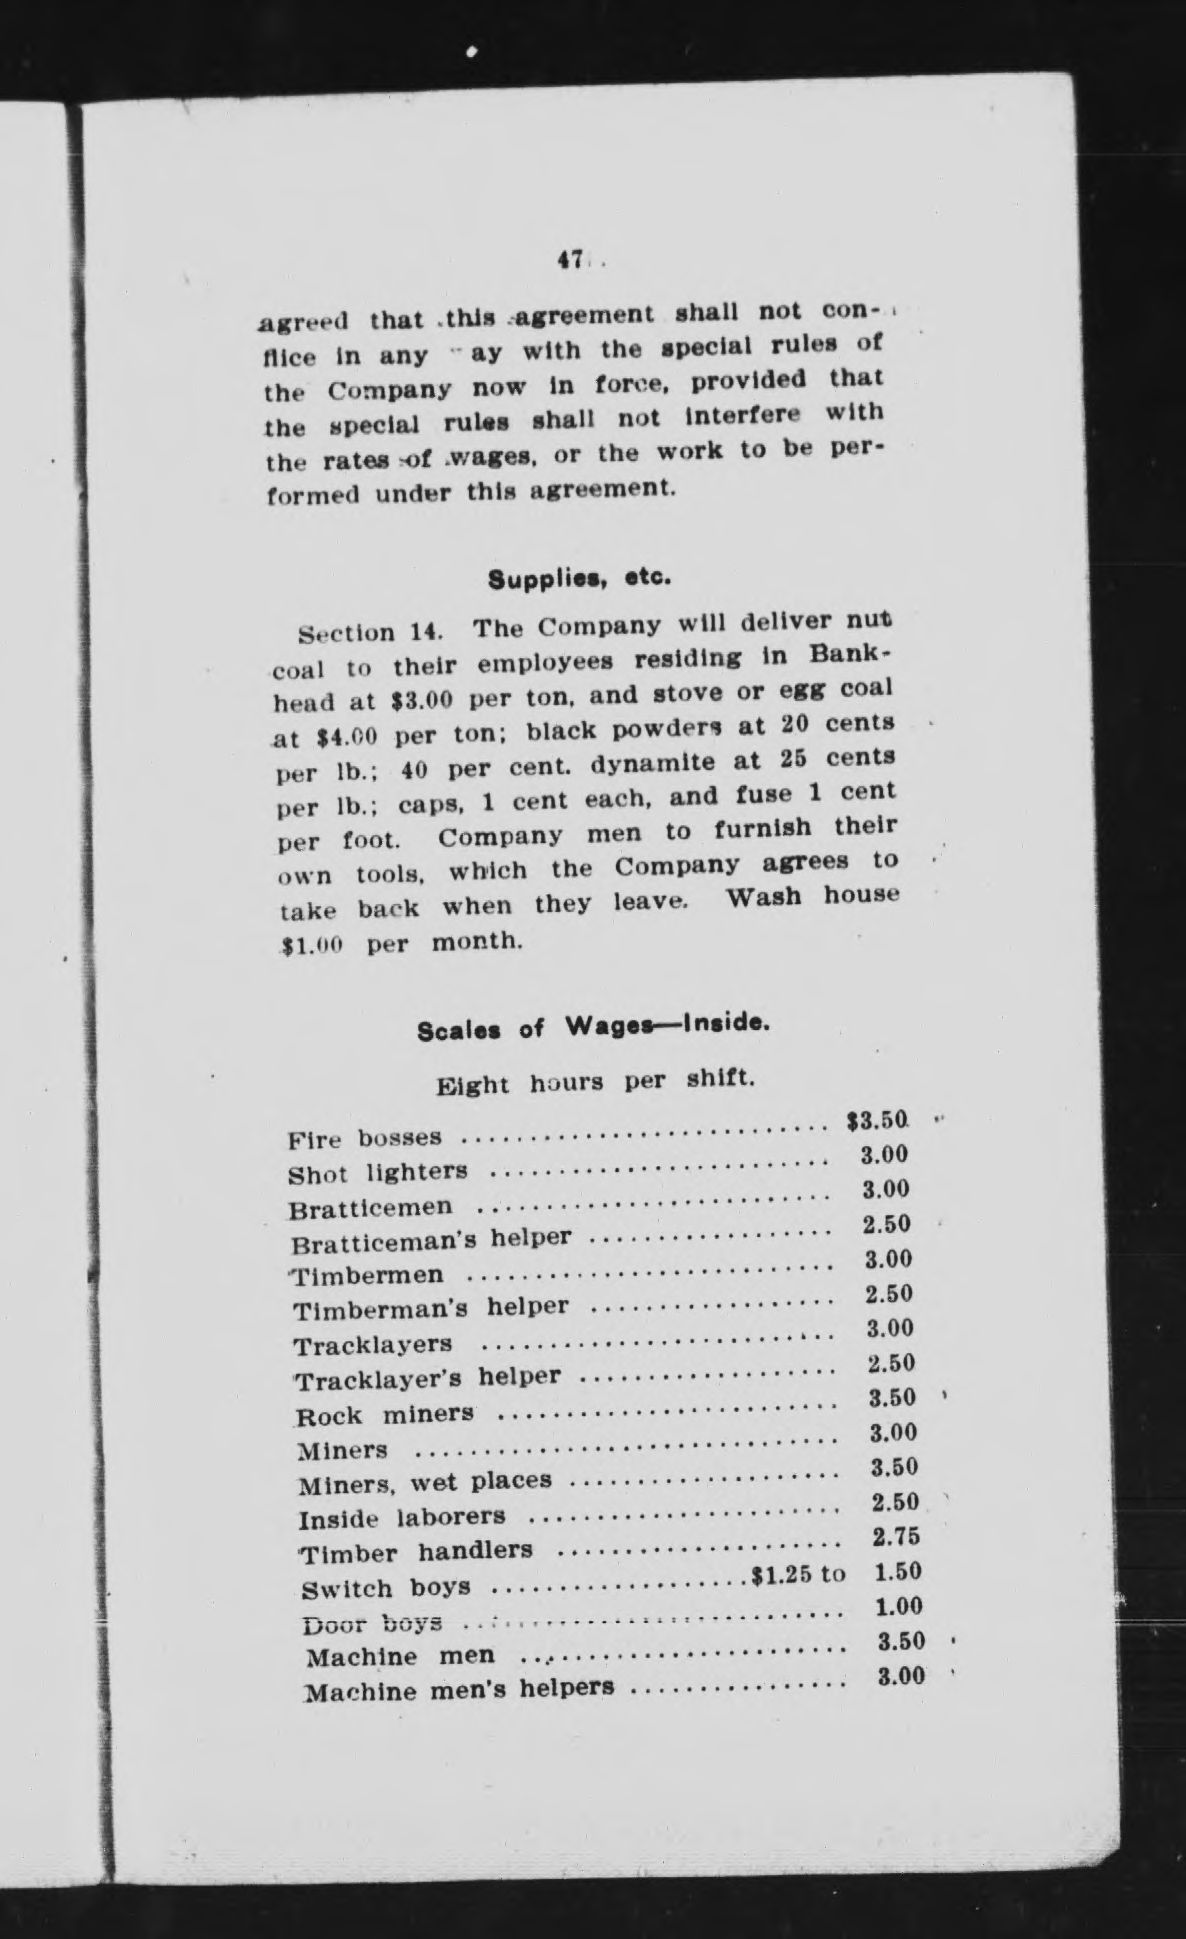 47
agreed that this agreement shall not con-
flice in any ay with the special rules of
the Company now in force, provided that
the special rules shall not interfere with
the rates of wages, or the work to be per-
formed under this agreement.
Supplies, etc.
Section 14. The Company will deliver nut
coal to their employees residing in Bank-
head at $3.00 per ton, and stove or egg coal
at $4.00 per ton; black powders at 20 cents
per lb.; 40 per cent. dynamite at 25 cents
per lb.; caps, 1 cent each, and fuse 1 cent
per foot. Company men to furnish their
own tools, which the Company agrees to
take back when they leave. Wash house
$1.00 per month.
Scales of Wages—Inside.
Eight hours per shift.
Fire bosses ........................... $3.50
Shot lighters ......................... 3.00
Bratticemen .......................... 3.00
Bratticeman's helper .................. 2.50
Timbermen ........................... 3.00
Timberman's helper .................. 2.50
Tracklayers .......................... 3.00
Tracklayer's helper ................... 2.50
Rock miners ......................... 3.50
Miners ............................... 3.00
Miners, wet places .................... 3.50
Inside laborers ....................... 2.50
Timber handlers ..................... 2.75
Switch boys ...................$1.25 to 1.50
Door boys ............................ 1.00
Machine men ........................ 3.50
Machine men's helpers ................ 3.00